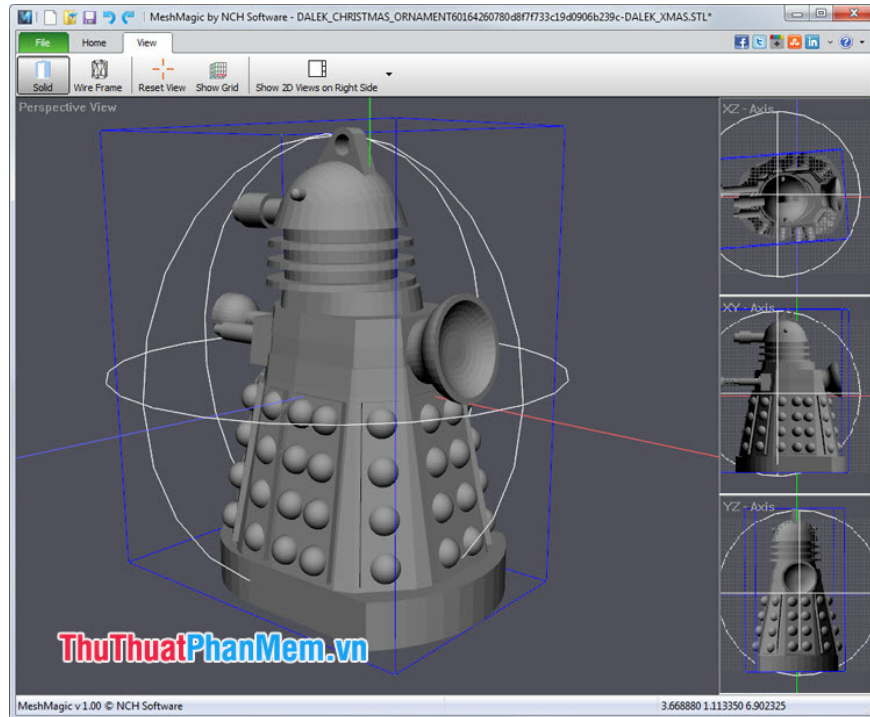 MeshMagic by NCH Software - DALEK_CHRISTMAS_ORNAMENT60164260780d8f7f733c19d0906b239c-DALEK_XMAS.STL*
File Home View
Solid Wire Frame Reset View Show Grid Show 2D Views on Right Side
Perspective View
XZ - Axis
XY - Axis
YZ - Axis
ThuThuatPhanMem.vn
MeshMagic v 1.00 © NCH Software
3.668880 1.113350 6.902325